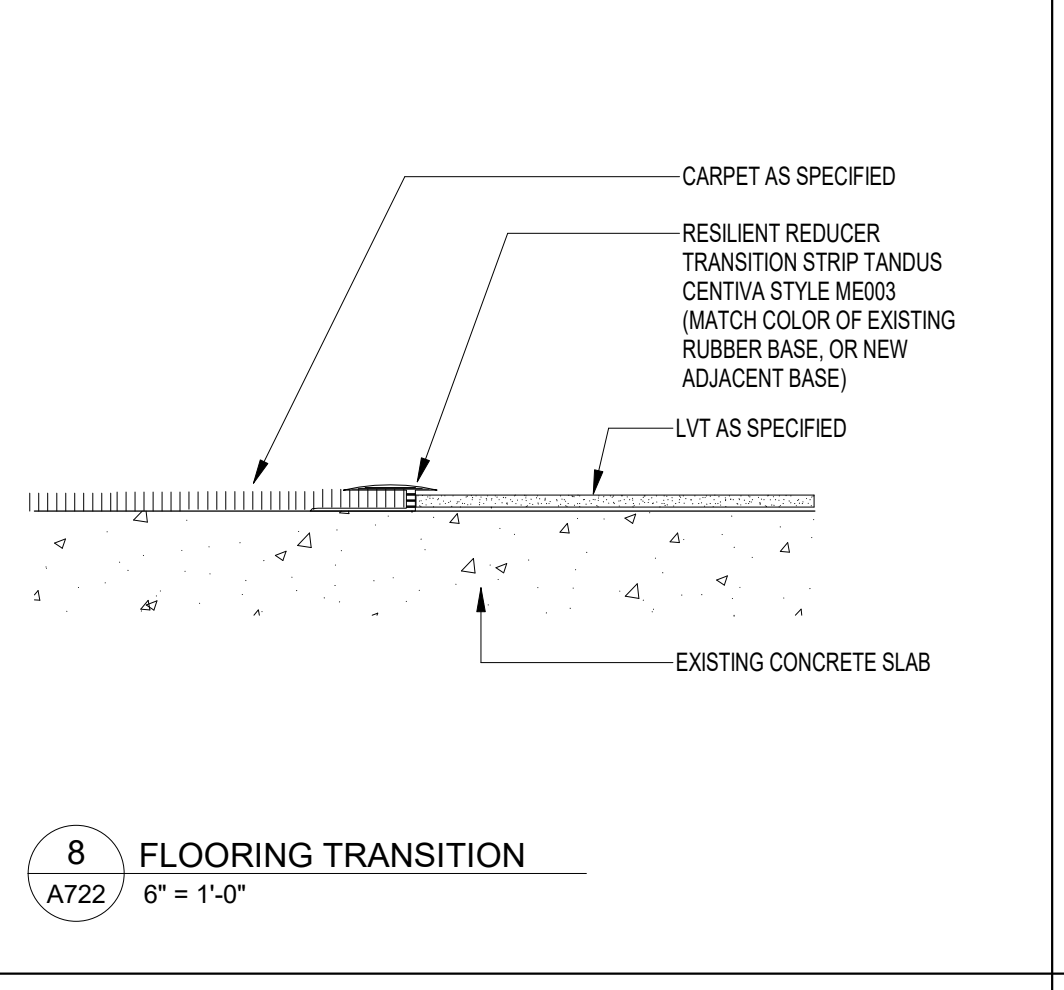 CARPET AS SPECIFIED
RESILIENT REDUCER
TRANSITION STRIP TANDUS
CENTIVA STYLE ME003
(MATCH COLOR OF EXISTING
RUBBER BASE, OR NEW
ADJACENT BASE)
LVT AS SPECIFIED
EXISTING CONCRETE SLAB
8
FLOORING TRANSITION
A722
6" = 1'-0"